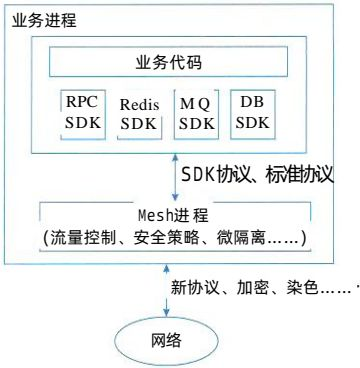 业务进程
业务代码
RPC SDK
Redis SDK
MQ SDK
DB SDK
SDK协议、标准协议
Mesh进程
(流量控制、安全策略、微隔离……)
新协议、加密、染色……
网络